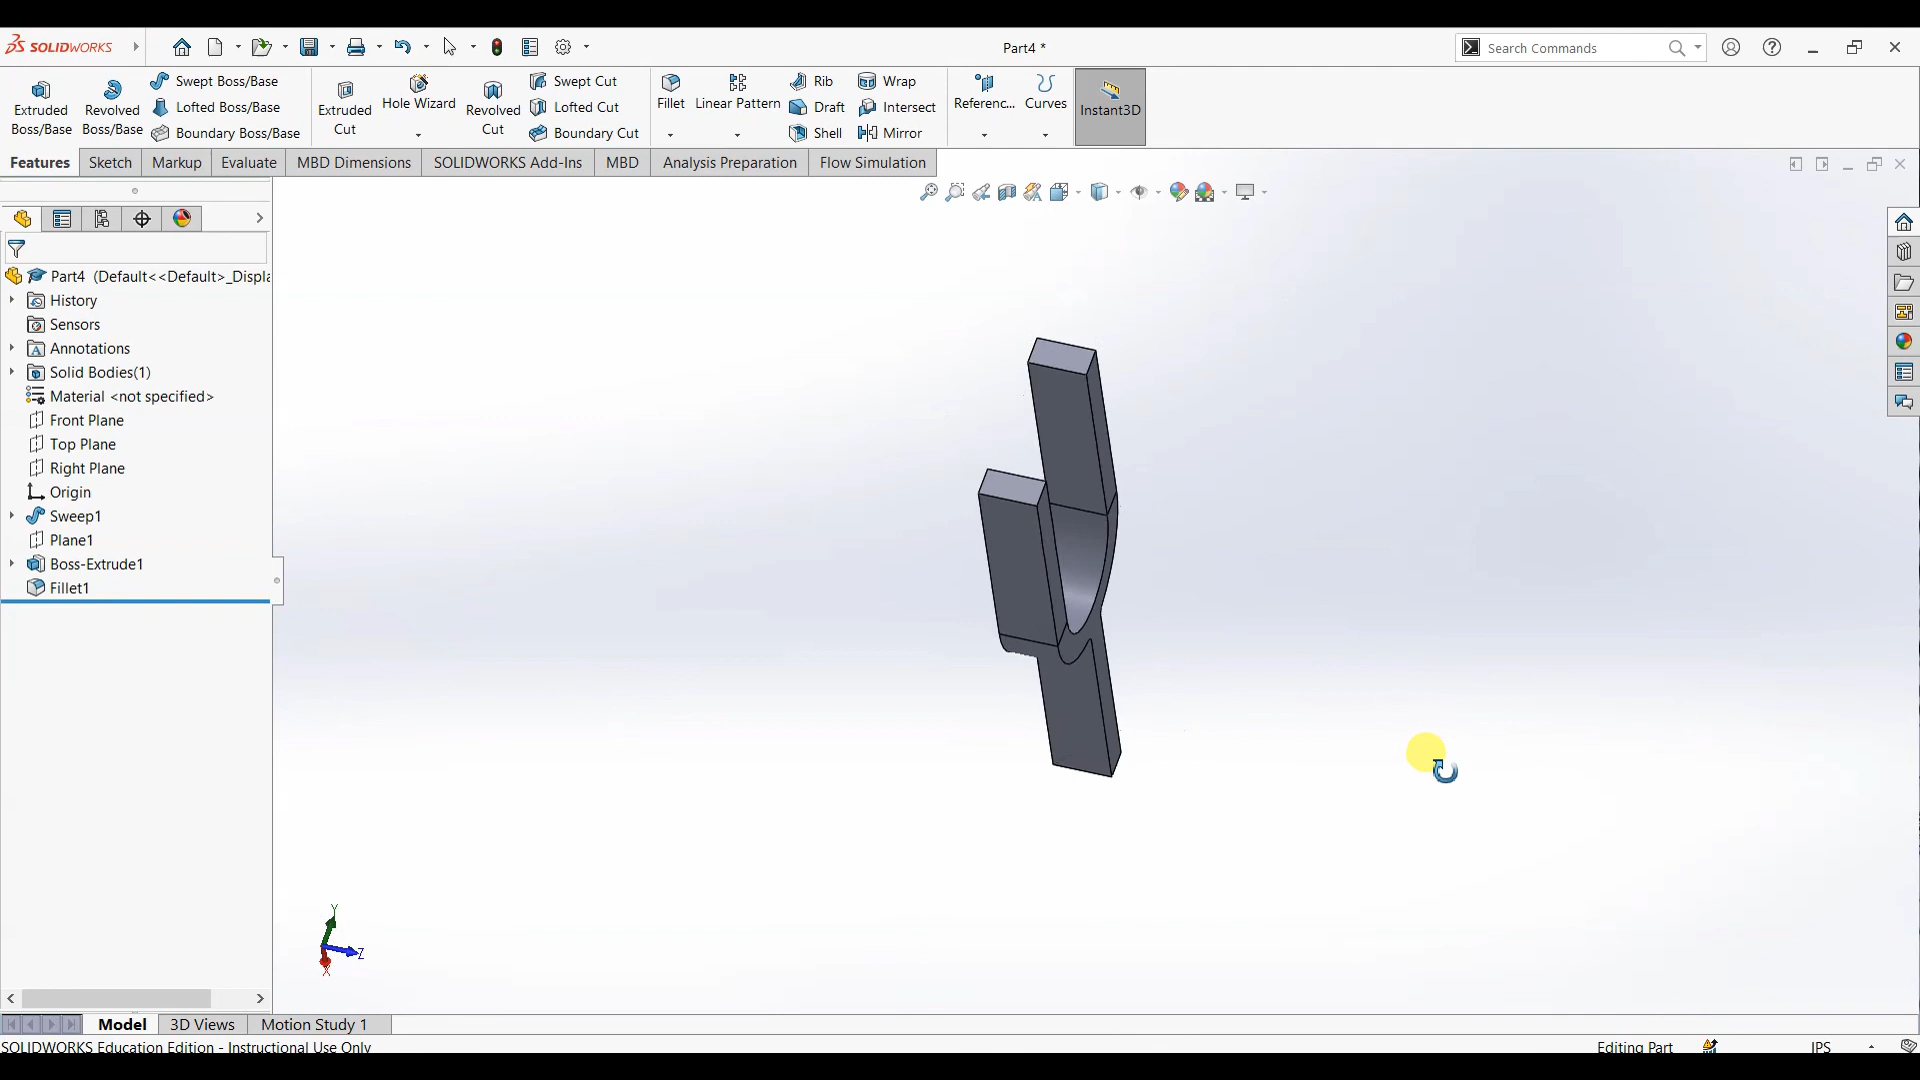 SOLIDWORKS
Part4 *
Search Commands
Extruded Boss/Base
Revolved Boss/Base
Swept Boss/Base
Lofted Boss/Base
Boundary Boss/Base
Extruded Cut
Hole Wizard
Revolved Cut
Swept Cut
Lofted Cut
Boundary Cut
Fillet
Linear Pattern
Rib
Draft
Shell
Wrap
Intersect
Mirror
Referenc...
Curves
Instant3D
Features
Sketch
Markup
Evaluate
MBD Dimensions
SOLIDWORKS Add-Ins
MBD
Analysis Preparation
Flow Simulation
Part4 (Default<<Default>_Displa
History
Sensors
Annotations
Solid Bodies(1)
Material <not specified>
Front Plane
Top Plane
Right Plane
Origin
Sweep1
Plane1
Boss-Extrude1
Fillet1
Y
Z
X
Model
3D Views
Motion Study 1
SOLIDWORKS Education Edition - Instructional Use Only
Editing Part
IPS